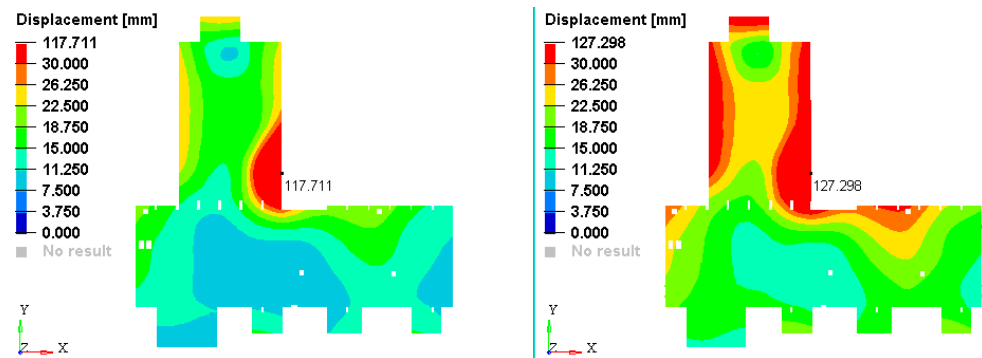 Displacement [mm]
117.711
30.000
26.250
22.500
18.750
15.000
11.250
7.500
3.750
0.000
No result
117.711
Y
Z X
Displacement [mm]
127.298
30.000
26.250
22.500
18.750
15.000
11.250
7.500
3.750
0.000
No result
127.298
Y
Z X